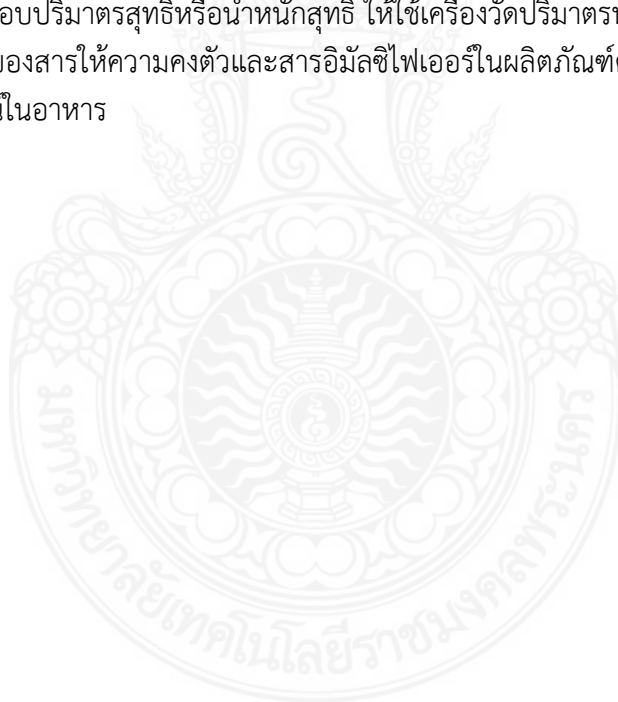 อบปริมาตรสุทธิหรือน้ำหนักสุทธิ ให้ใช้เครื่องวัดปริมาตร
ของสารให้ความคงตัวและสารอิมัลซิไฟเออร์ในผลิตภัณฑ์
ในอาหาร
มหาวิทยาลัยเทคโนโลยีราชมงคลพระนคร